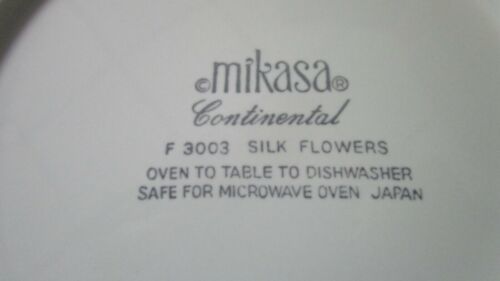 ©mikasa®
Continental
F 3003 SILK FLOWERS
OVEN TO TABLE TO DISHWASHER
SAFE FOR MICROWAVE OVEN JAPAN